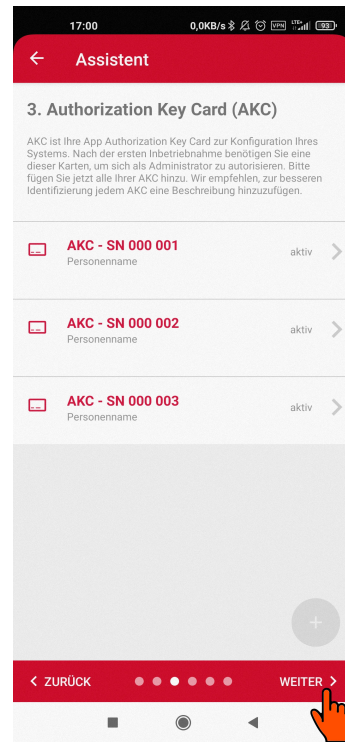 17:00 0,0KB/s VPN LTE+ 93
Assistent
3. Authorization Key Card (AKC)
AKC ist Ihre App Authorization Key Card zur Konfiguration Ihres
Systems. Nach der ersten Inbetriebnahme benötigen Sie eine
dieser Karten, um sich als Administrator zu autorisieren. Bitte
fügen Sie jetzt alle Ihrer AKC hinzu. Wir empfehlen, zur besseren
Identifizierung jedem AKC eine Beschreibung hinzuzufügen.
AKC - SN 000 001
Personenname
aktiv
AKC - SN 000 002
Personenname
aktiv
AKC - SN 000 003
Personenname
aktiv
ZURÜCK WEITER